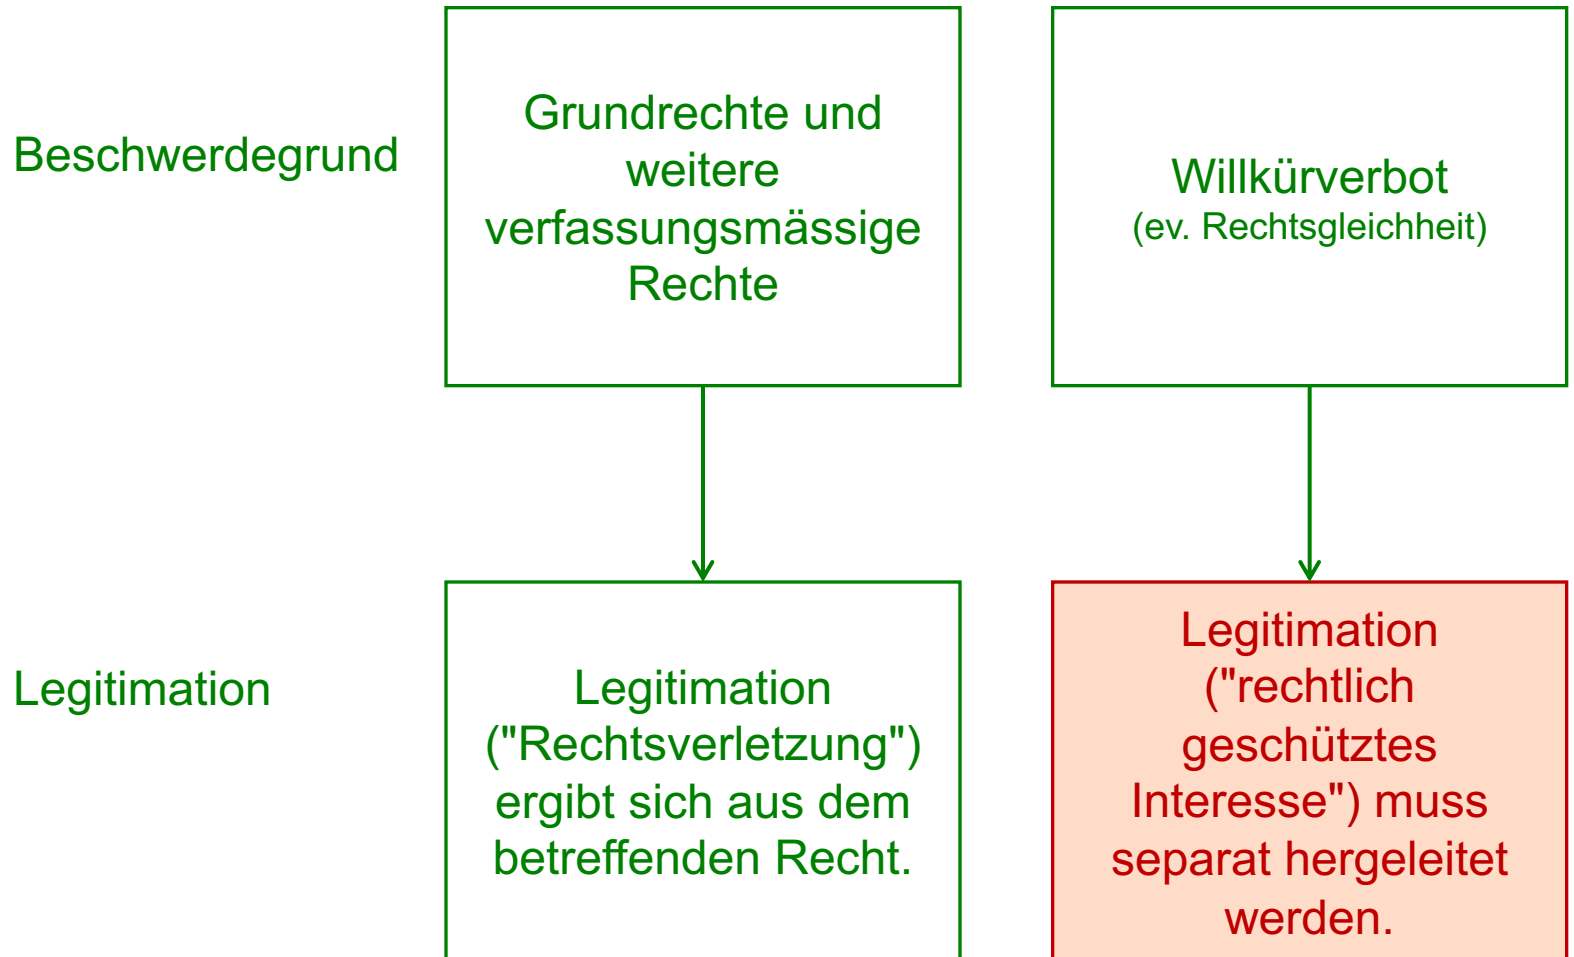 Beschwerdegrund
Grundrechte und
weitere
verfassungsmässige
Rechte
Willkürverbot
(ev. Rechtsgleichheit)
Legitimation
Legitimation
("Rechtsverletzung")
ergibt sich aus dem
betreffenden Recht.
Legitimation
("rechtlich
geschütztes
Interesse") muss
separat hergeleitet
werden.